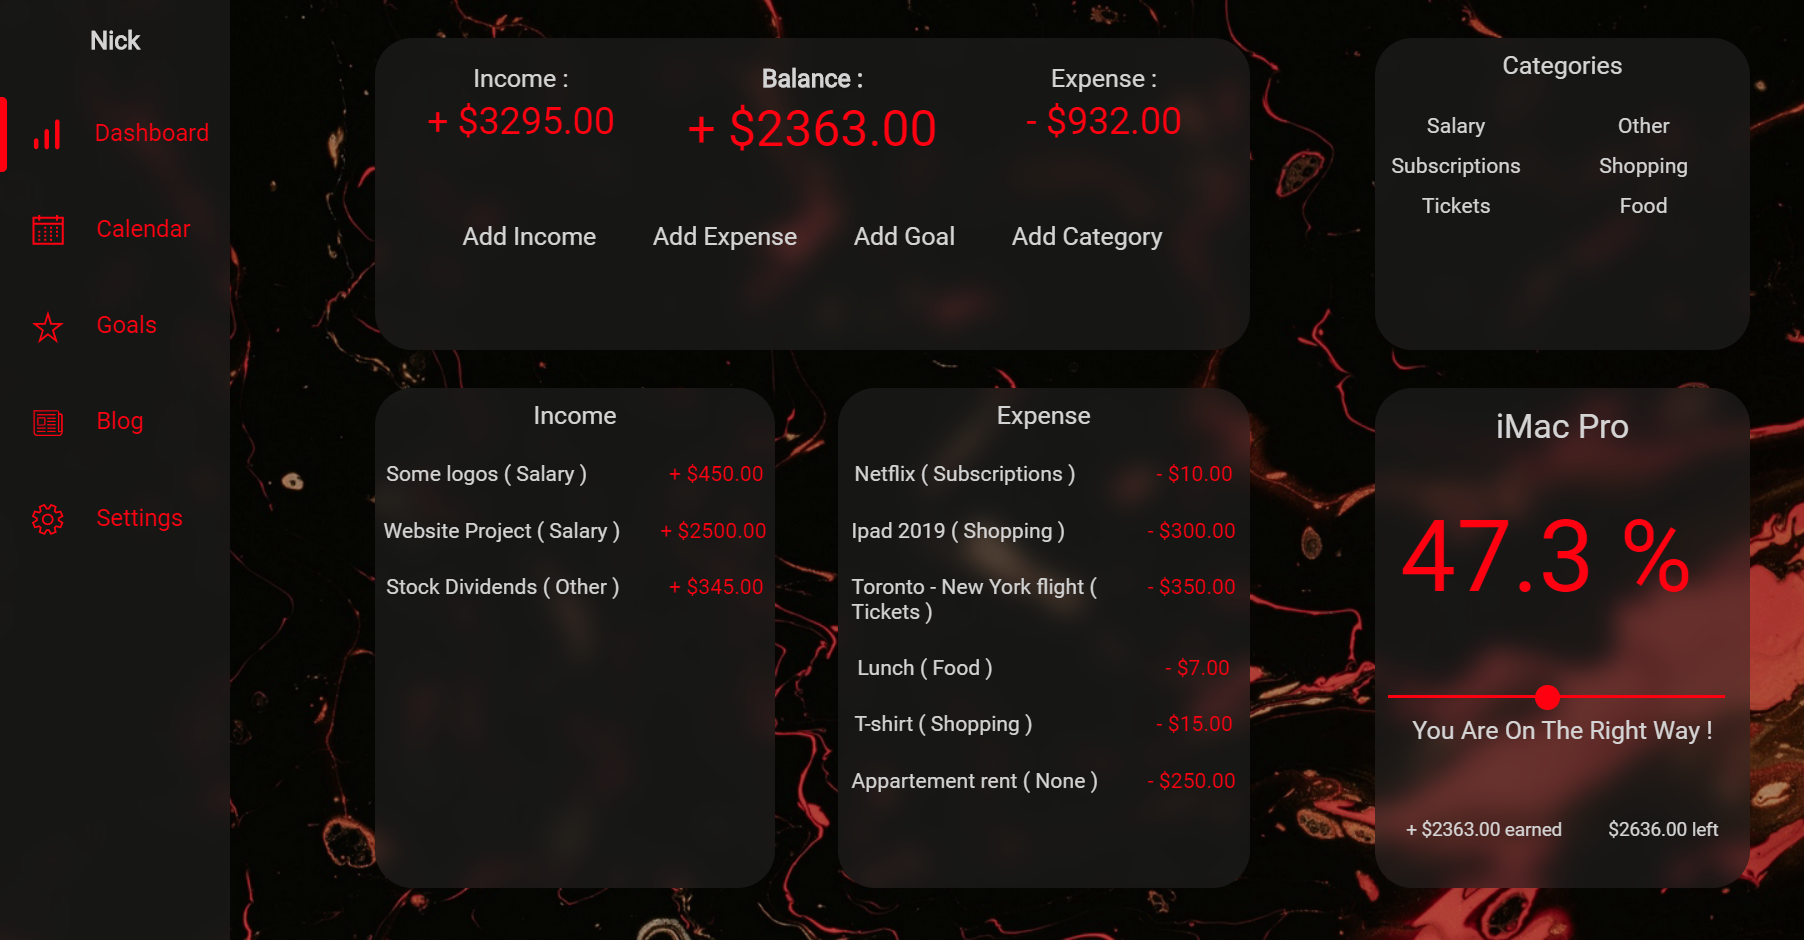 Nick
Dashboard
Calendar
Goals
Blog
Settings
Income :
+ $3295.00
Balance :
+ $2363.00
Expense :
- $932.00
Add Income
Add Expense
Add Goal
Add Category
Categories
Salary
Other
Subscriptions
Shopping
Tickets
Food
Income
Some logos ( Salary ) + $450.00
Website Project ( Salary ) + $2500.00
Stock Dividends ( Other ) + $345.00
Expense
Netflix ( Subscriptions ) - $10.00
Ipad 2019 ( Shopping ) - $300.00
Toronto - New York flight ( - $350.00
Tickets )
Lunch ( Food ) - $7.00
T-shirt ( Shopping ) - $15.00
Appartement rent ( None ) - $250.00
iMac Pro
47.3 %
You Are On The Right Way !
+ $2363.00 earned
$2636.00 left